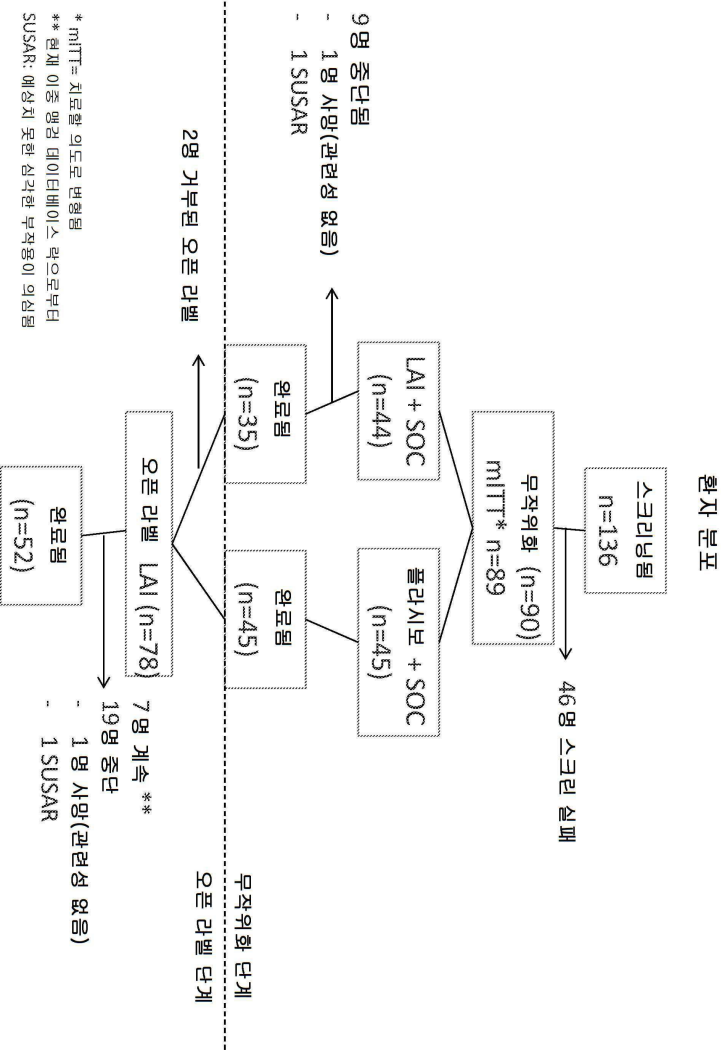 환자 분포
스크리닝됨
n=136
46명 스크린 실패
무작위화 (n=90)
mITT* n=89
LAI + SOC
(n=44)
플라시보 + SOC
(n=45)
9명 중단됨
- 1명 사망(관련성 없음)
- 1 SUSAR
완료됨
(n=35)
완료됨
(n=45)
무작위화 단계
오픈 라벨 단계
2명 거부된 오픈 라벨
오픈 라벨 LAI (n=78)
7명 계속 **
19명 중단
- 1명 사망(관련성 없음)
- 1 SUSAR
완료됨
(n=52)
* mITT= 치료할 의도로 변형됨
** 현재 이중 맹검 데이터베이스 락으로부터
SUSAR: 예상치 못한 심각한 부작용이 의심됨